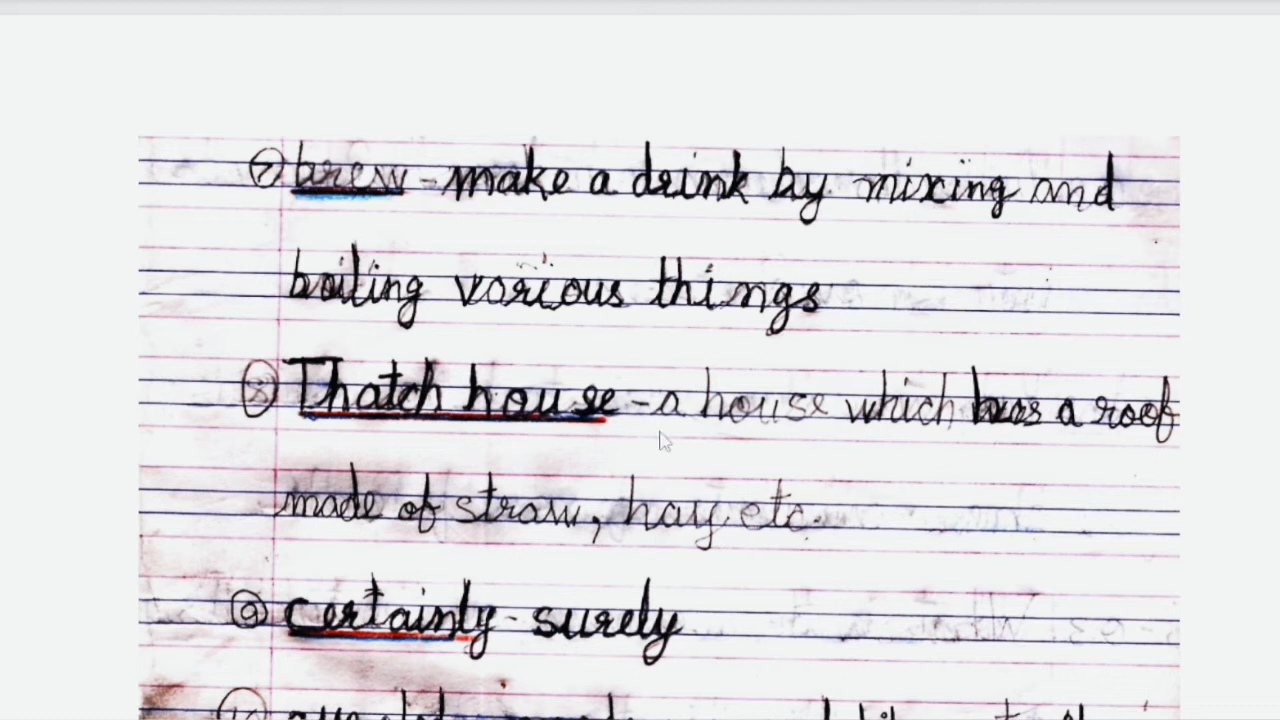 ⑦ brew - make a drink by mixing and
boiling various things
⑧ Thatch house - a house which has a roof
made of straw, hay etc.
⑨ Certainly - surely